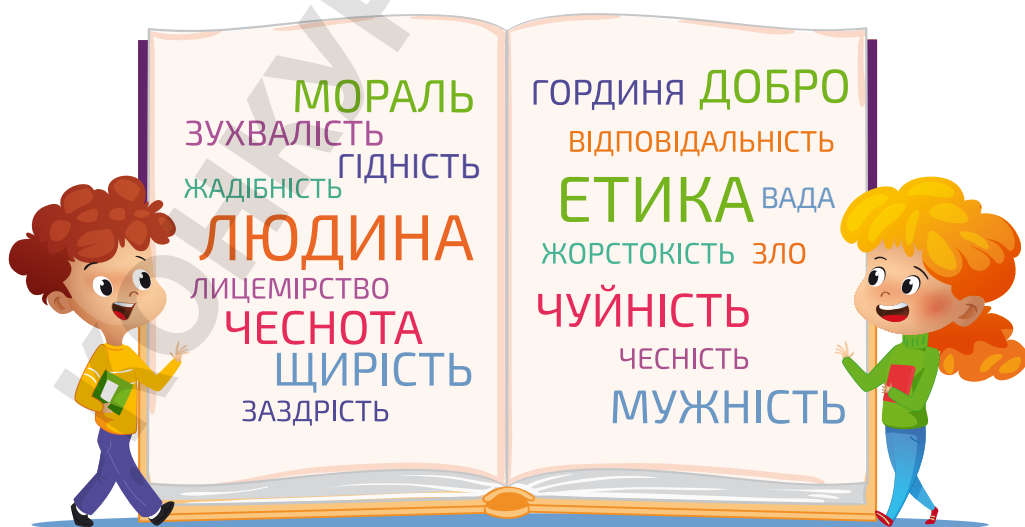 МОРАЛЬ
ЗУХВАЛІСТЬ
ГІДНІСТЬ
ЖАДІБНІСТЬ
ЛЮДИНА
ЛИЦЕМІРСТВО
ЧЕСНОТА
ЩИРІСТЬ
ЗАЗДРІСТЬ
ГОРДИНЯ ДОБРО
ВІДПОВІДАЛЬНІСТЬ
ЕТИКА ВАДА
ЖОРСТОКІСТЬ ЗЛО
ЧУЙНІСТЬ
ЧЕСНІСТЬ
МУЖНІСТЬ